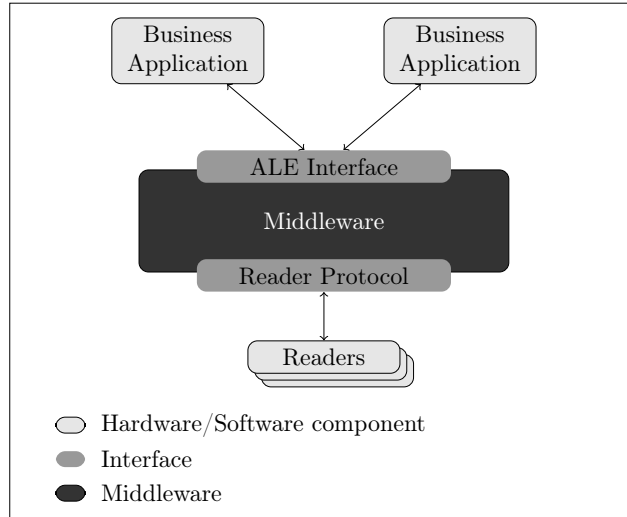 Business
Application
Business
Application
ALE Interface
Middleware
Reader Protocol
Readers
Hardware/Software component
Interface
Middleware